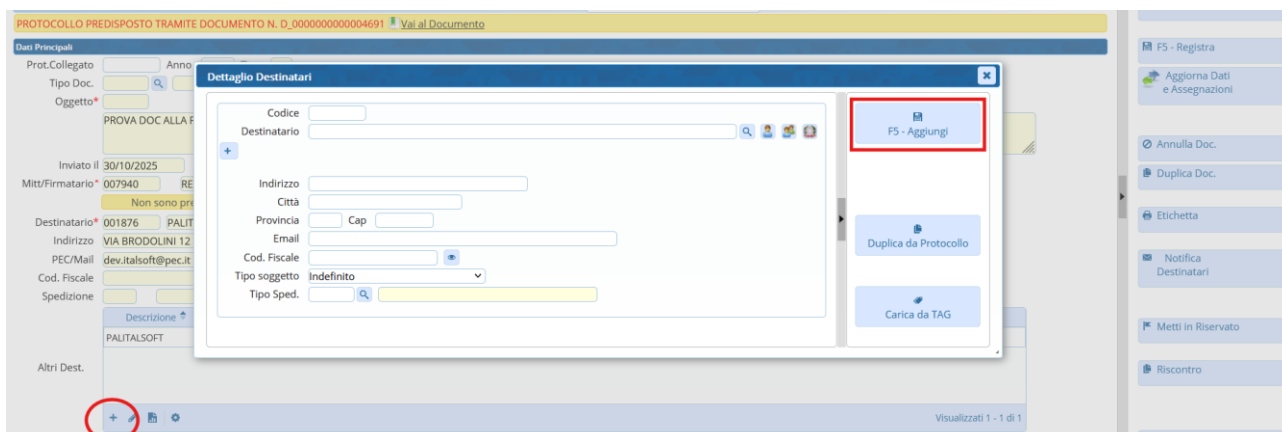 PROTOCOLLO PREDISPOSTO TRAMITE DOCUMENTO N. D_0000000000004691 Vai al Documento
Dati Principali
Prot.Collegato
Anno
Tipo Doc.
Oggetto*
PROVA DOC ALLA
Inviato il 30/10/2025
Mitt/Firmatario* 007940 RE
Non sono pre
Destinatario* 001876 PALIT
Indirizzo VIA BRODOLINI 12
PEC/Mail dev.italsoft@pec.it
Cod. Fiscale
Spedizione
Descrizione
PALITALSOFT
Altri Dest.
Visualizzati 1 - 1 di 1
Dettaglio Destinatari
Codice
Destinatario
+
Indirizzo
Città
Provincia Cap
Email
Cod. Fiscale
Tipo soggetto Indefinito
Tipo Sped.
F5 - Aggiungi
Duplica da Protocollo
Carica da TAG
F5 - Registra
Aggiorna Dati
e Assegnazioni
Annulla Doc.
Duplica Doc.
Etichetta
Notifica
Destinatari
Metti in Riservato
Riscontro